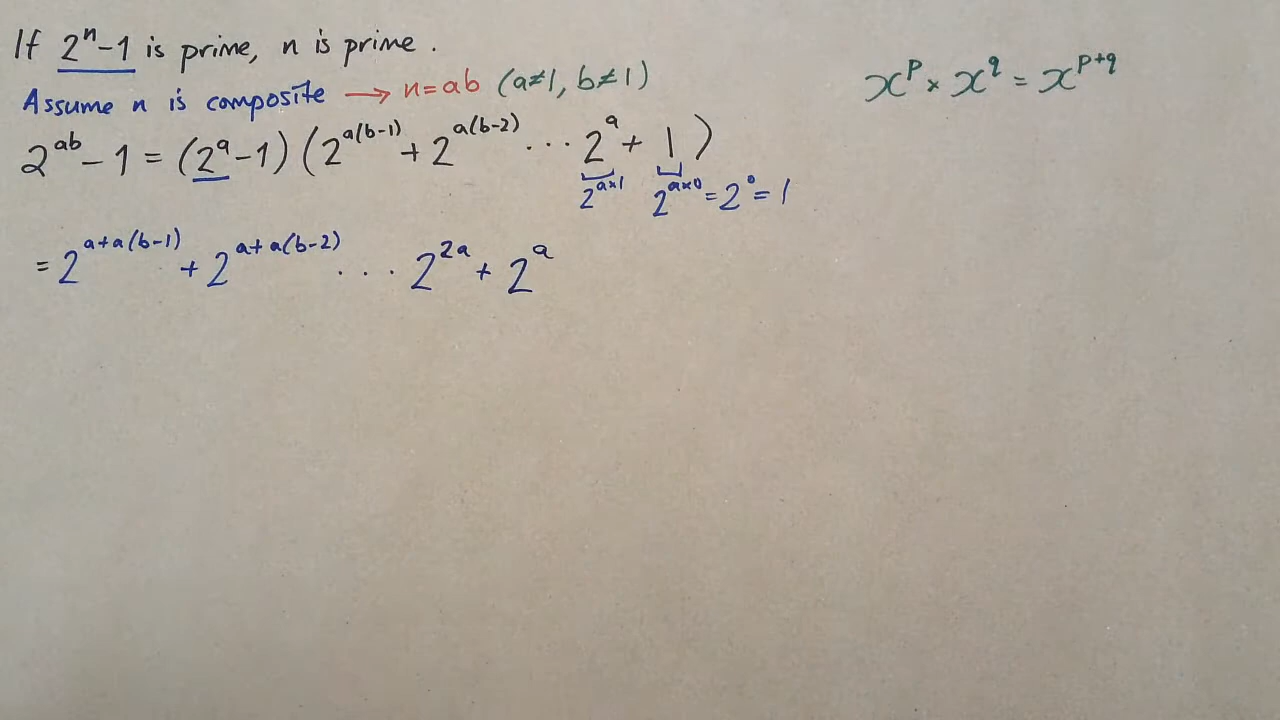 If 2ⁿ-1 is prime, n is prime.
Assume n is composite → n=ab (a≠1, b≠1)
x^p × x^q = x^{p+q}
2^{ab} - 1 = (2^a - 1) (2^{a(b-1)} + 2^{a(b-2)} ... 2^a + 1)
2^{a×1} 2^{a×0} = 2^0 = 1
= 2^{a+a(b-1)} + 2^{a+a(b-2)} ... 2^{2a} + 2^a